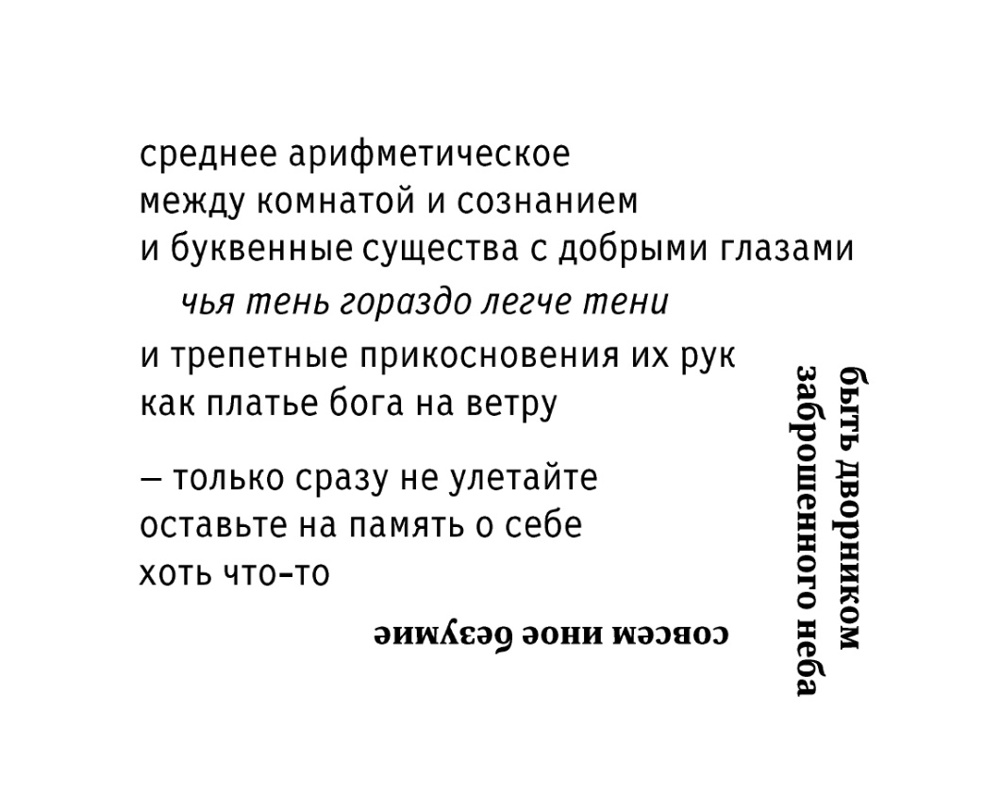 среднее арифметическое
между комнатой и сознанием
и буквенные существа с добрыми глазами
чья тень гораздо легче тени
и трепетные прикосновения их рук
как платье бога на ветру
– только сразу не улетайте
оставьте на память о себе
хоть что-то
быть дворником
заброшенного неба
совсем иное безумие